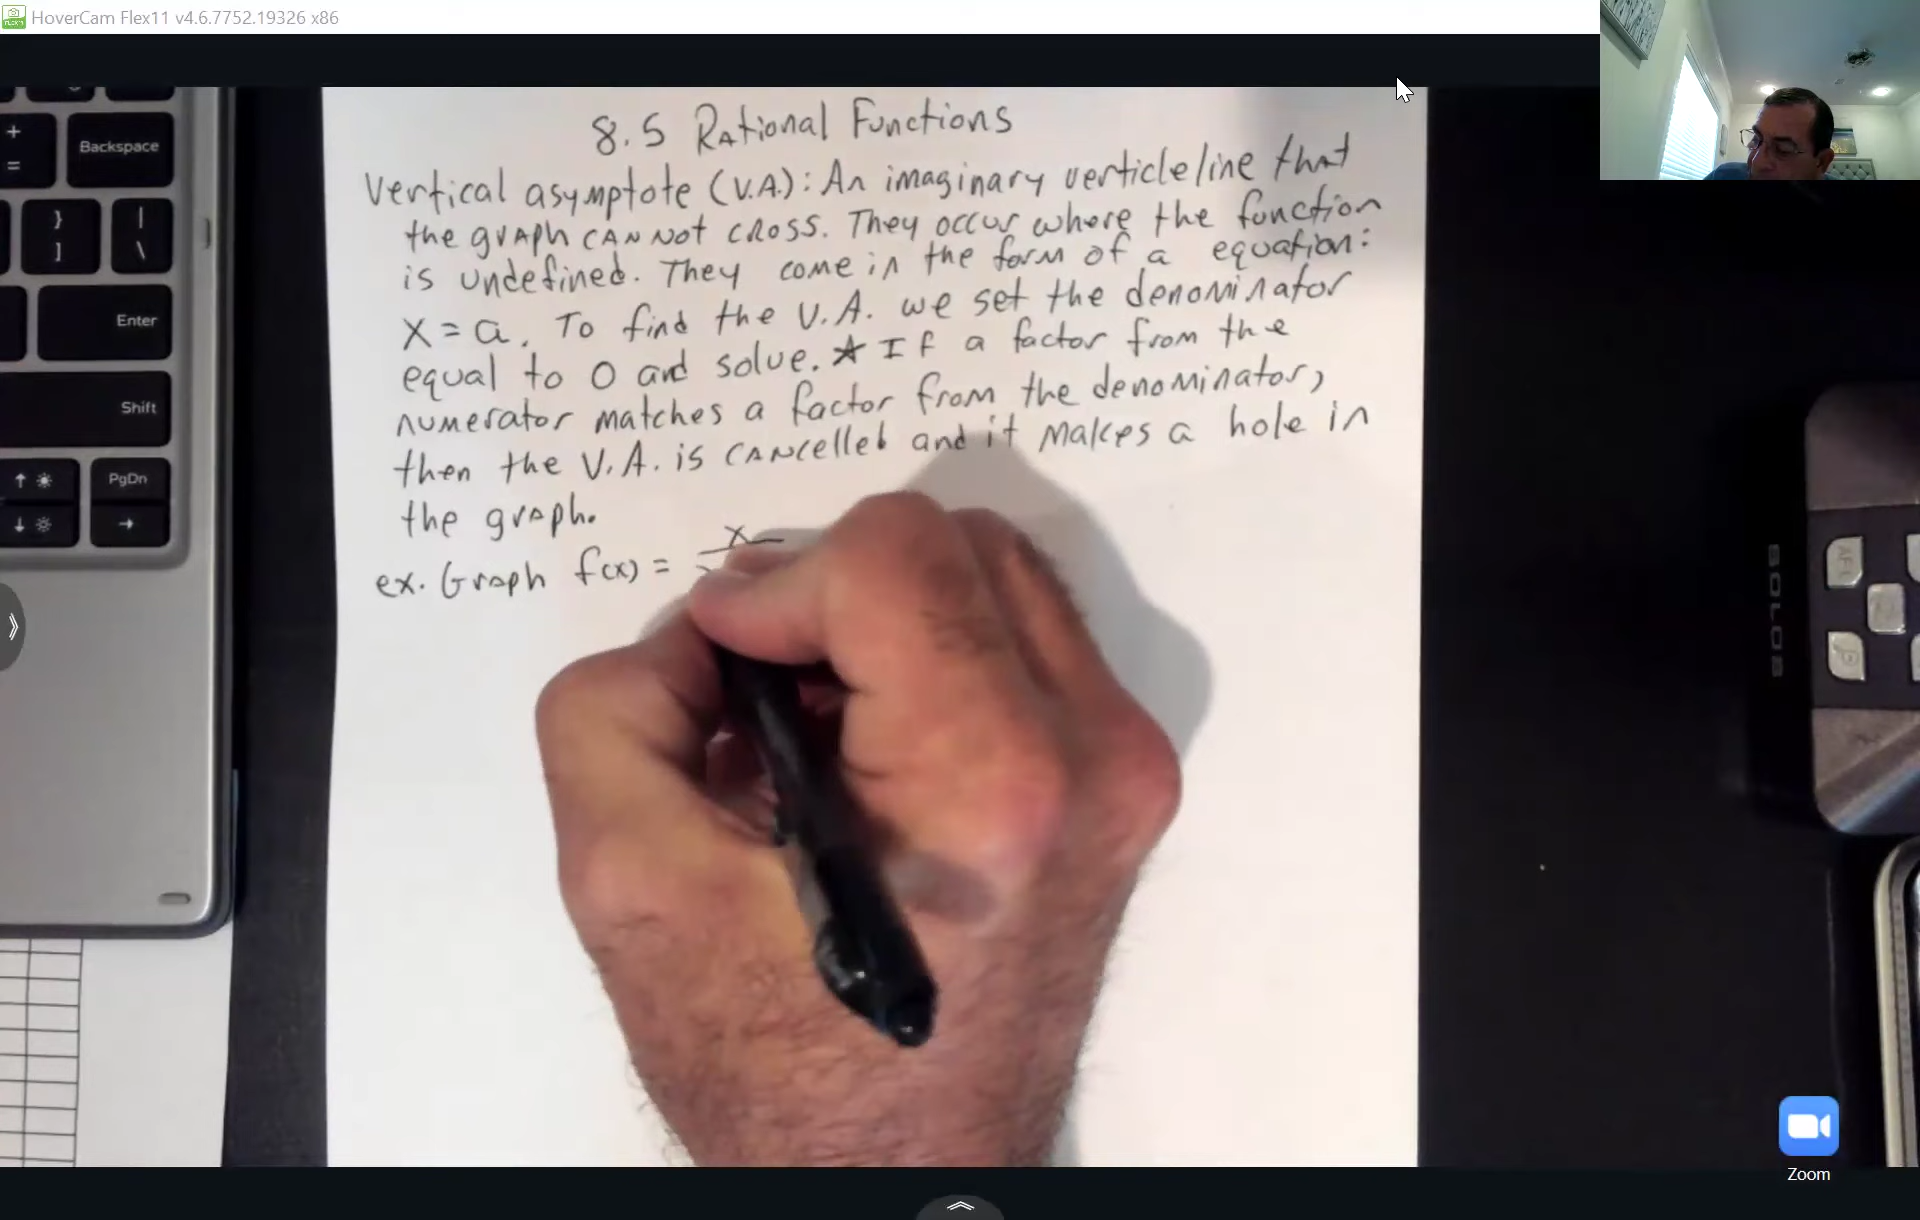 HoverCam Flex11 v4.6.7752.19326 x86
8.5 Rational Functions
Vertical asymptote (V.A.): An imaginary verticle line that
the graph cannot cross. They occur where the function
is undefined. They come in the form of a equation:
x = a. To find the V.A. we set the denominator
equal to 0 and solve. ★ If a factor from the
numerator matches a factor from the denominator,
then the V.A. is cancelled and it makes a hole in
the graph.
ex. Graph f(x) = x
+
=
Backspace
}
]
|
\
Enter
Shift
↑
PgDn
↓
→
SOLO8
Zoom